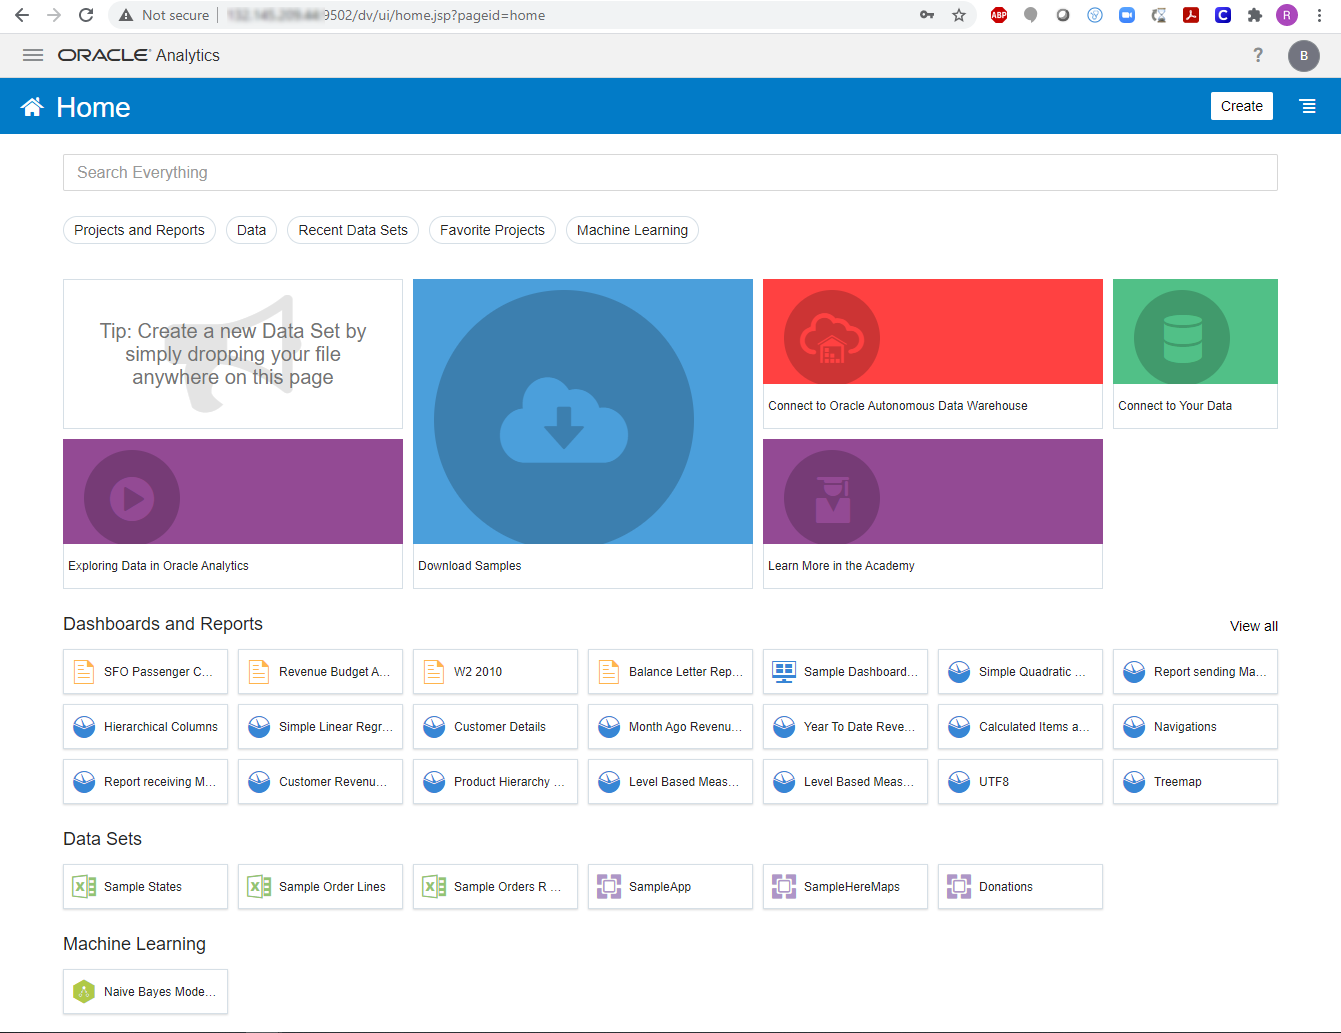 Not secure
9502/dv/ui/home.jsp?pageid=home
ABP
C
R
ORACLE Analytics
?
B
Home
Create
Search Everything
Projects and Reports
Data
Recent Data Sets
Favorite Projects
Machine Learning
Tip: Create a new Data Set by
simply dropping your file
anywhere on this page
Connect to Oracle Autonomous Data Warehouse
Connect to Your Data
Exploring Data in Oracle Analytics
Download Samples
Learn More in the Academy
Dashboards and Reports
View all
SFO Passenger C...
Revenue Budget A...
W2 2010
Balance Letter Rep...
Sample Dashboard...
Simple Quadratic ...
Report sending Ma...
Hierarchical Columns
Simple Linear Regr...
Customer Details
Month Ago Revenu...
Year To Date Reve...
Calculated Items a...
Navigations
Report receiving M...
Customer Revenu...
Product Hierarchy ...
Level Based Meas...
Level Based Meas...
UTF8
Treemap
Data Sets
Sample States
Sample Order Lines
Sample Orders R ...
SampleApp
SampleHereMaps
Donations
Machine Learning
Naive Bayes Mode...